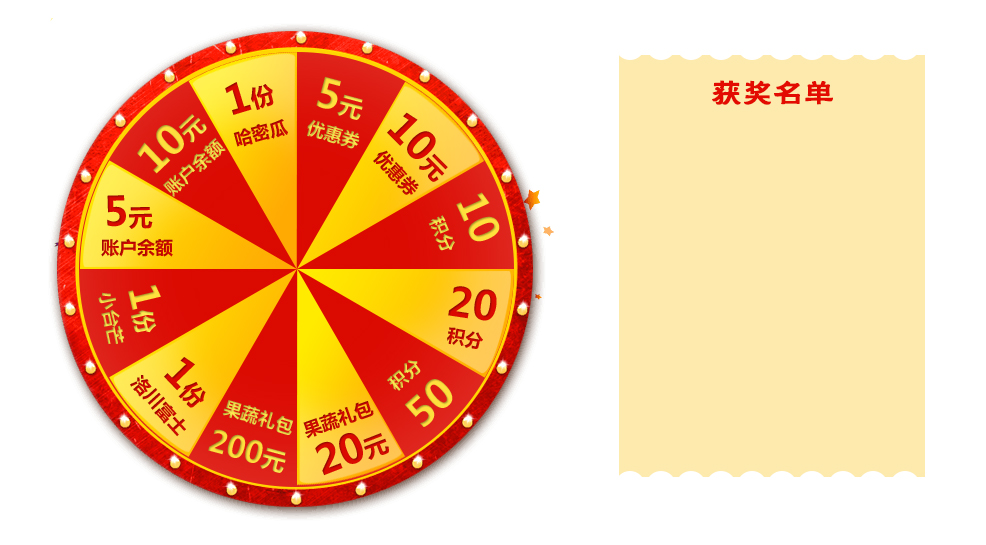 5元
优惠券
10元
优惠券
10
积分
20
积分
积分
50
果蔬礼包
20元
果蔬礼包
200元
1份
洛川富士
1份
小台芒
5元
账户余额
10元
账户余额
1份
哈密瓜
获奖名单